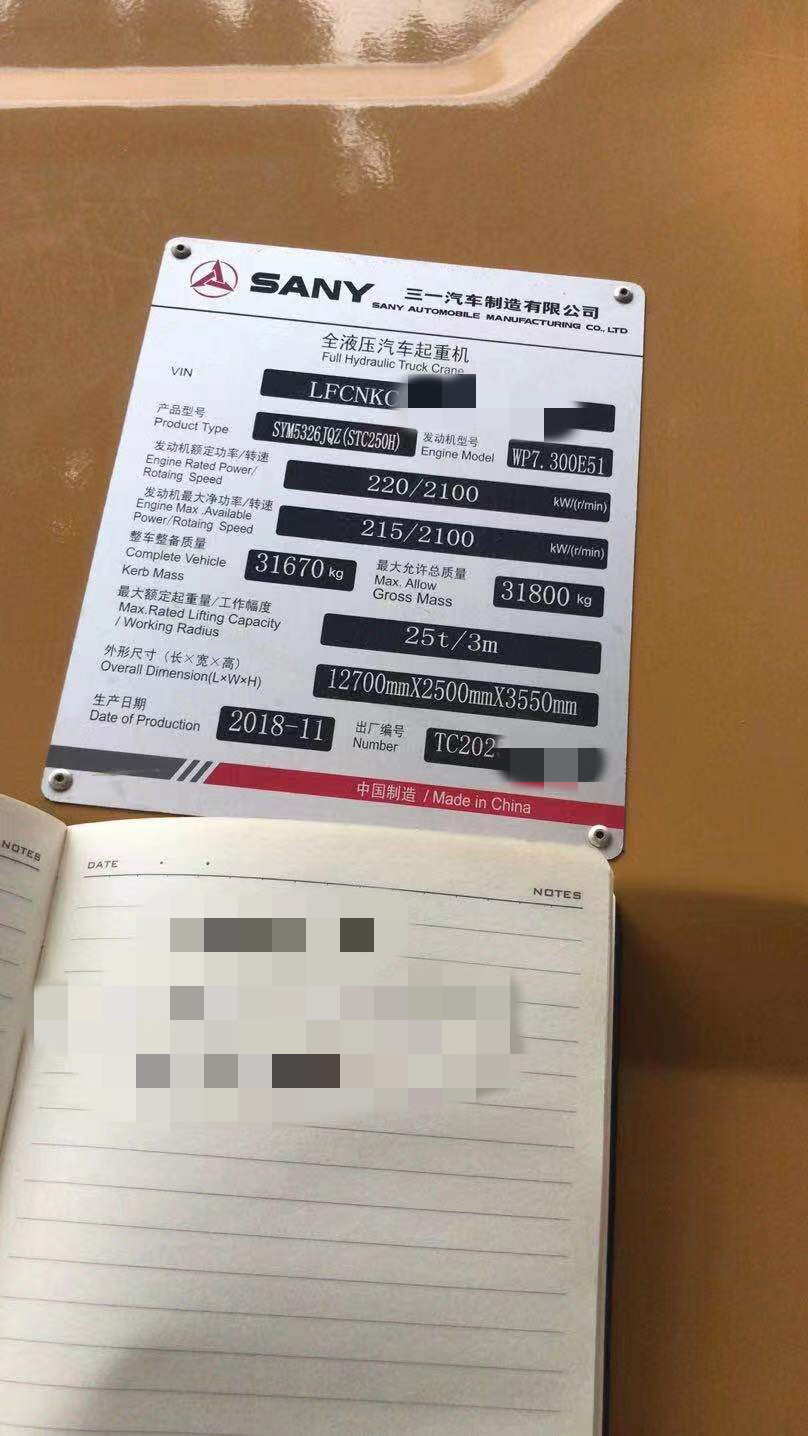 SANY 三一汽车制造有限公司
SANY AUTOMOBILE MANUFACTURING CO., LTD
全液压汽车起重机
Full Hydraulic Truck Crane
VIN LFCNKC
产品型号 SYM5326JQZ(STC250H) 发动机型号 WP7.300E51
Product Type Engine Model
发动机额定功率/转速 220/2100 kW/(r/min)
Engine Rated Power/
Rotaing Speed
发动机最大净功率/转速 215/2100 kW/(r/min)
Engine Max .Available
Power/Rotaing Speed
整车整备质量 31670 kg 最大允许总质量 31800 kg
Complete Vehicle Max. Allow
Kerb Mass Gross Mass
最大额定起重量/工作幅度 25t/3m
Max.Rated Lifting Capacity
/ Working Radius
外形尺寸（长×宽×高） 12700mmX2500mmX3550mm
Overall Dimension(L×W×H)
生产日期 2018-11 出厂编号 TC202
Date of Production Number
中国制造 / Made in China
NOTES
DATE
NOTES